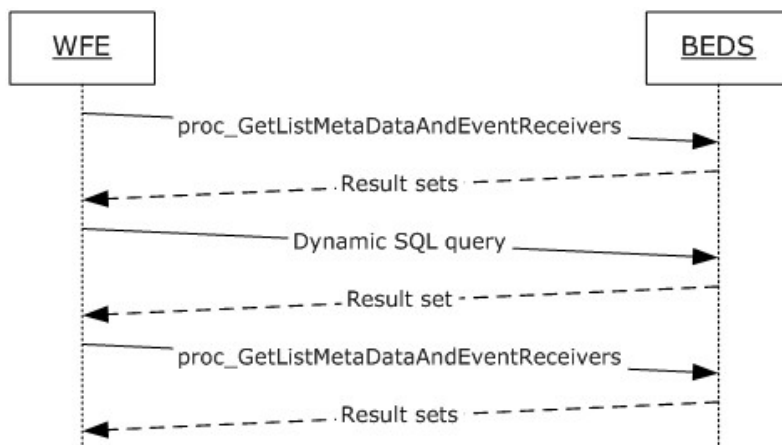 WFE
BEDS
proc_GetListMetaDataAndEventReceivers
Result sets
Dynamic SQL query
Result set
proc_GetListMetaDataAndEventReceivers
Result sets